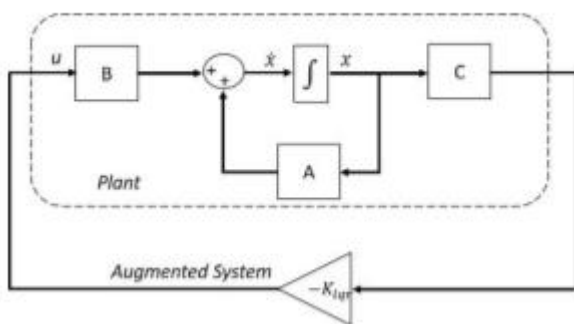 u
B
+
+
ẋ
∫
x
C
A
Plant
Augmented System
−K_lqr